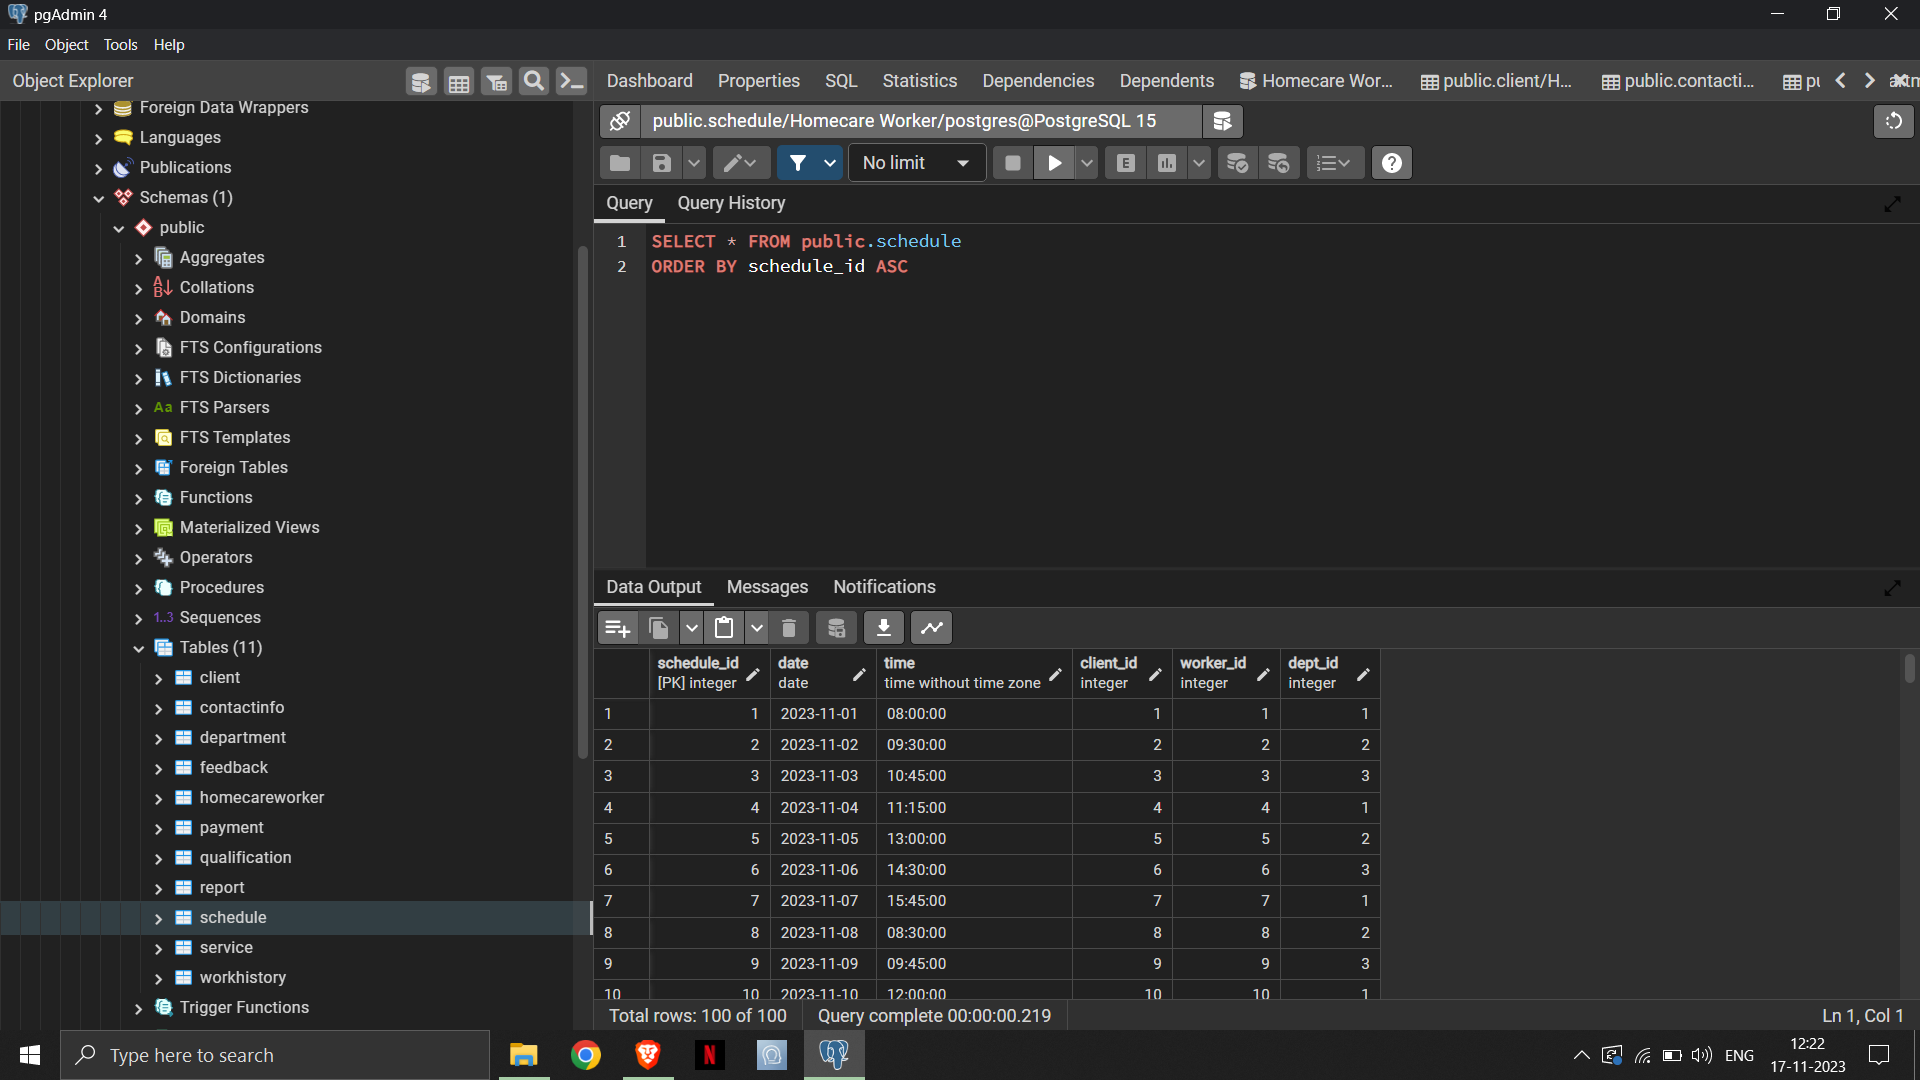 pgAdmin 4
File Object Tools Help
Object Explorer
Dashboard Properties SQL Statistics Dependencies Dependents Homecare Wor... public.client/H... public.contacti...
Foreign Data Wrappers
Languages
Publications
Schemas (1)
public
Aggregates
Collations
Domains
FTS Configurations
FTS Dictionaries
Aa FTS Parsers
FTS Templates
Foreign Tables
Functions
Materialized Views
Operators
Procedures
1..3 Sequences
Tables (11)
client
contactinfo
department
feedback
homecareworker
payment
qualification
report
schedule
service
workhistory
Trigger Functions
public.schedule/Homecare Worker/postgres@PostgreSQL 15
No limit E ?
Query Query History
1 SELECT * FROM public.schedule
2 ORDER BY schedule_id ASC
Data Output Messages Notifications
schedule_id date time client_id worker_id dept_id
[PK] integer date time without time zone integer integer integer
1 1 2023-11-01 08:00:00 1 1 1
2 2 2023-11-02 09:30:00 2 2 2
3 3 2023-11-03 10:45:00 3 3 3
4 4 2023-11-04 11:15:00 4 4 1
5 5 2023-11-05 13:00:00 5 5 2
6 6 2023-11-06 14:30:00 6 6 3
7 7 2023-11-07 15:45:00 7 7 1
8 8 2023-11-08 08:30:00 8 8 2
9 9 2023-11-09 09:45:00 9 9 3
10 10 2023-11-10 12:00:00 10 10 1
Total rows: 100 of 100 Query complete 00:00:00.219 Ln 1, Col 1
Type here to search
N
ENG
12:22
17-11-2023